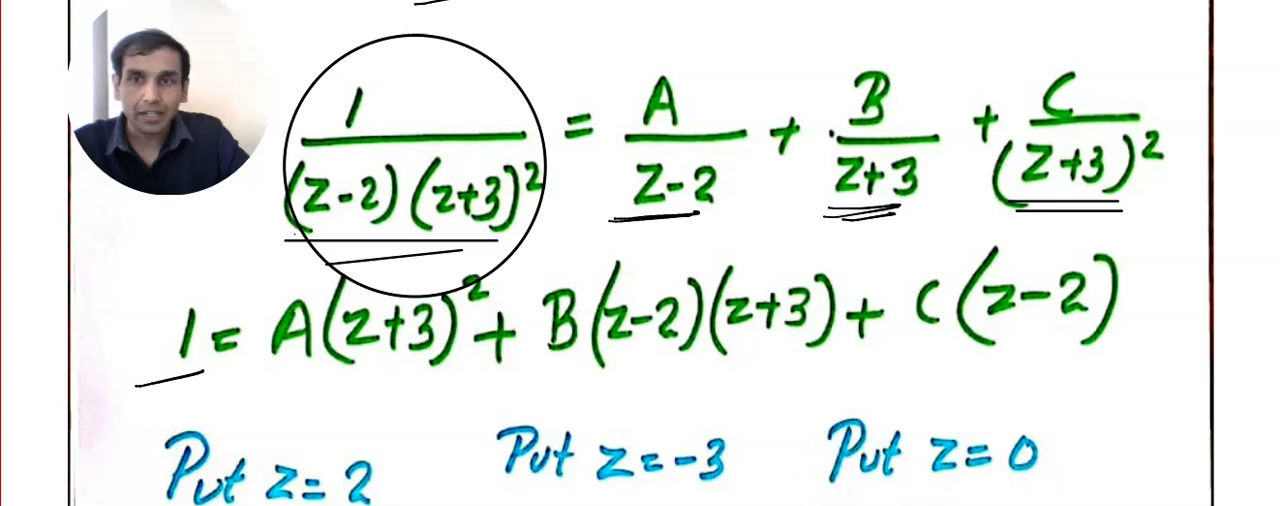 1/((z-2)(z+3)²) = A/(z-2) + B/(z+3) + C/(z+3)²
1 = A(z+3)² + B(z-2)(z+3) + C(z-2)
Put z=2 Put z=-3 Put z=0